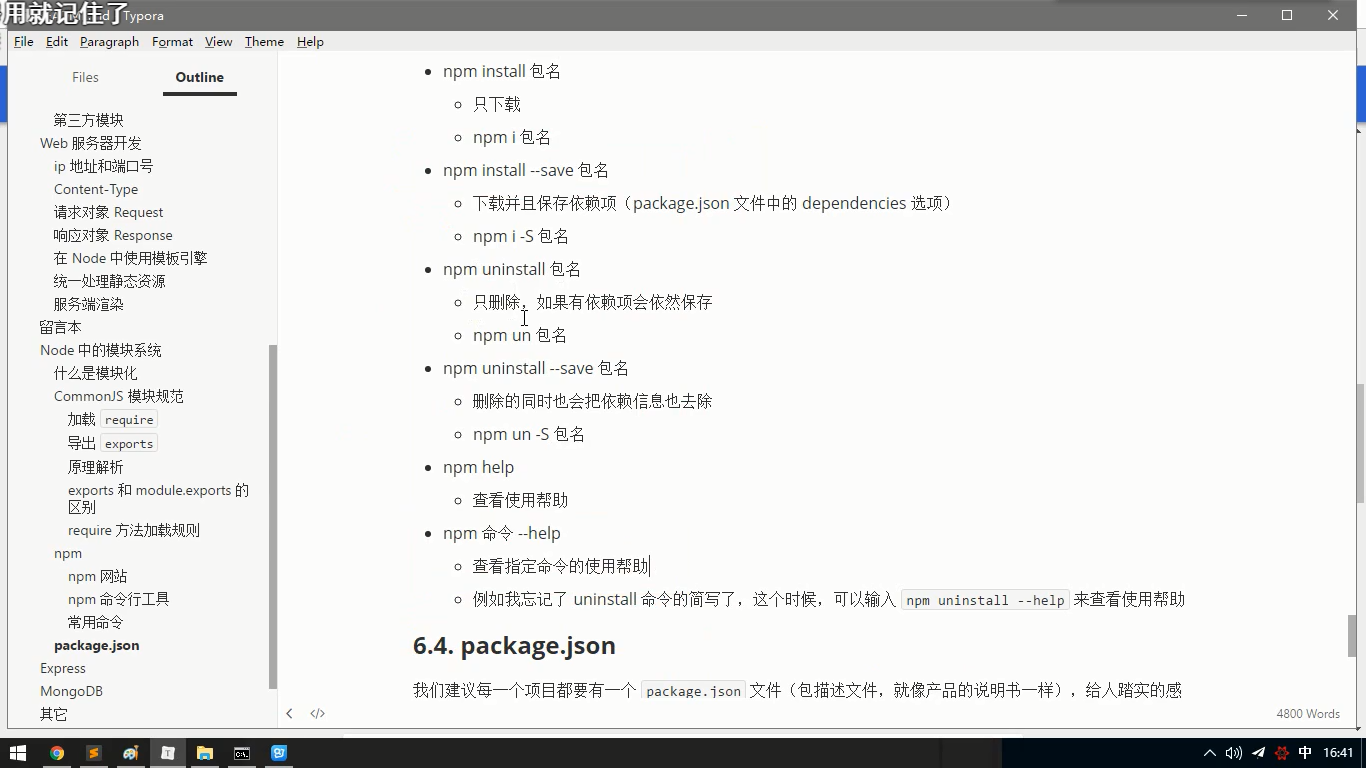 用就记住了
Typora
File Edit Paragraph Format View Theme Help
Files Outline
第三方模块
Web 服务器开发
ip 地址和端口号
Content-Type
请求对象 Request
响应对象 Response
在 Node 中使用模板引擎
统一处理静态资源
服务端渲染
留言本
Node 中的模块系统
什么是模块化
CommonJS 模块规范
加载 require
导出 exports
原理解析
exports 和 module.exports 的
区别
require 方法加载规则
npm
npm 网站
npm 命令行工具
常用命令
package.json
Express
MongoDB
其它
npm install 包名
只下载
npm i 包名
npm install --save 包名
下载并且保存依赖项（package.json 文件中的 dependencies 选项）
npm i -S 包名
npm uninstall 包名
只删除，如果有依赖项会依然保存
npm un 包名
npm uninstall --save 包名
删除的同时也会把依赖信息也去除
npm un -S 包名
npm help
查看使用帮助
npm 命令 --help
查看指定命令的使用帮助
例如我忘记了 uninstall 命令的简写了，这个时候，可以输入 npm uninstall --help 来查看使用帮助
6.4. package.json
我们建议每一个项目都要有一个 package.json 文件（包描述文件，就像产品的说明书一样），给人踏实的感
4800 Words
中 16:41